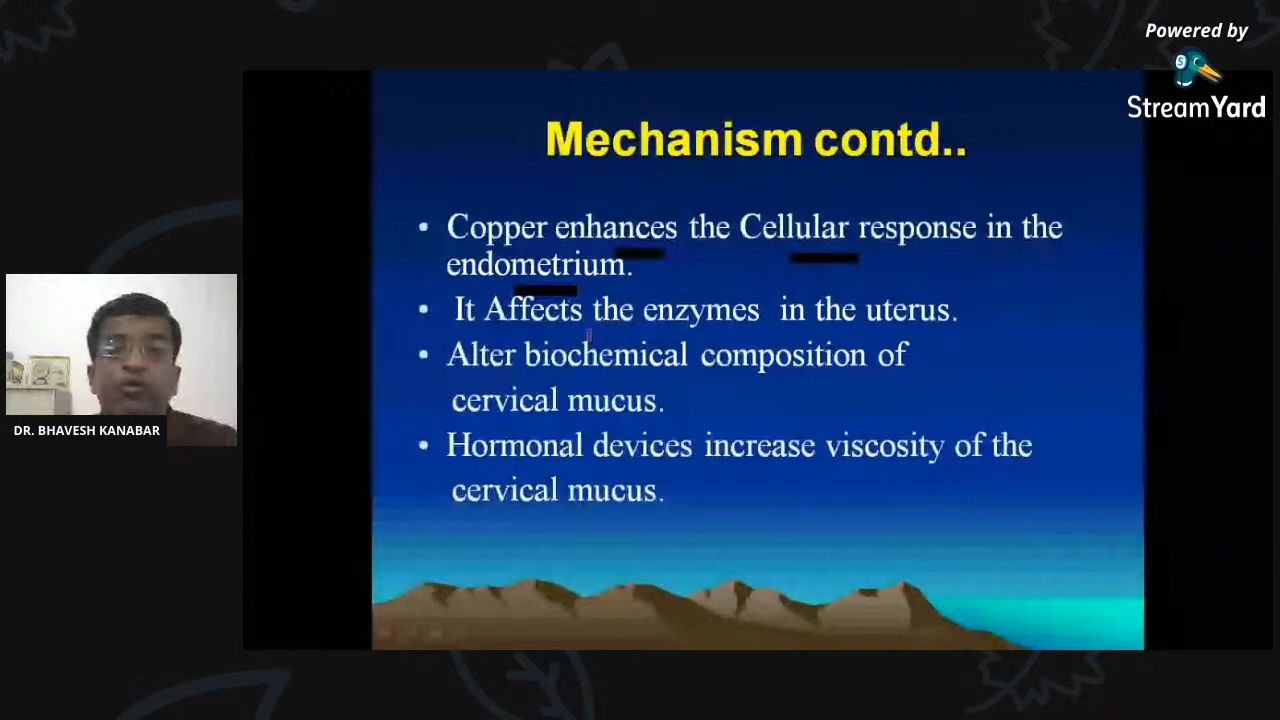 Powered by
StreamYard
Mechanism contd..
• Copper enhances the Cellular response in the
endometrium.
• It Affects the enzymes in the uterus.
• Alter biochemical composition of
cervical mucus.
• Hormonal devices increase viscosity of the
cervical mucus.
DR. BHAVESH KANABAR